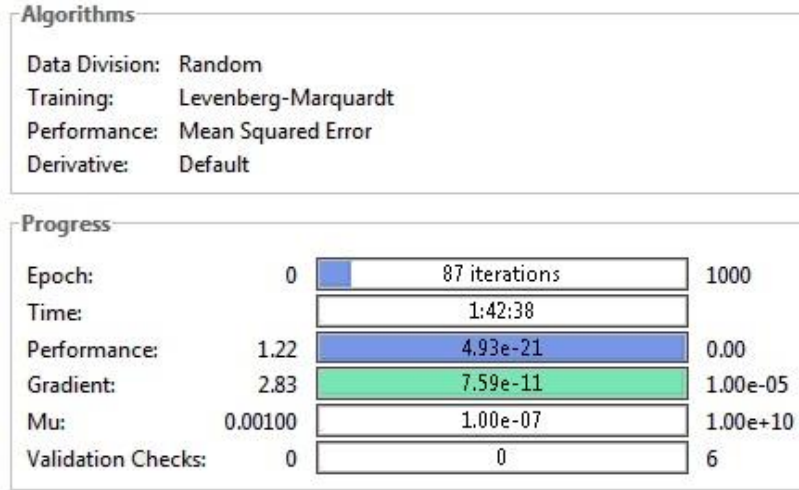 Algorithms
Data Division: Random
Training: Levenberg-Marquardt
Performance: Mean Squared Error
Derivative: Default
Progress
Epoch: 0 87 iterations 1000
Time: 1:42:38
Performance: 1.22 4.93e-21 0.00
Gradient: 2.83 7.59e-11 1.00e-05
Mu: 0.00100 1.00e-07 1.00e+10
Validation Checks: 0 0 6